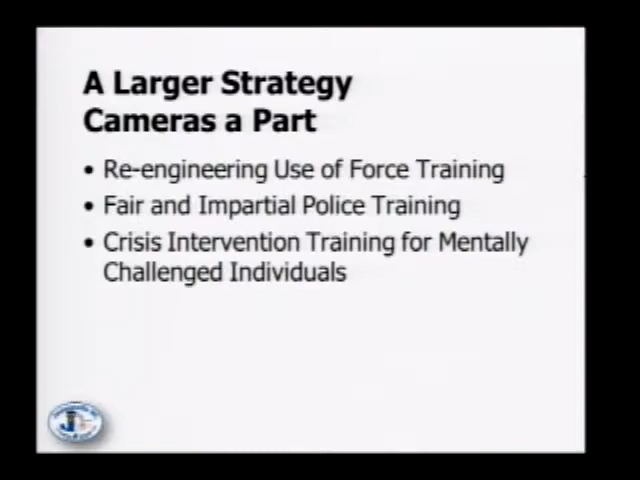 A Larger Strategy
Cameras a Part
• Re-engineering Use of Force Training
• Fair and Impartial Police Training
• Crisis Intervention Training for Mentally
Challenged Individuals